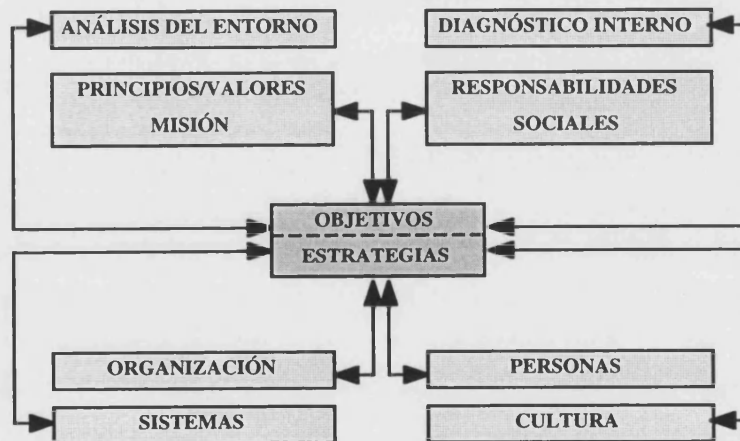 ANÁLISIS DEL ENTORNO
DIAGNÓSTICO INTERNO
PRINCIPIOS/VALORES
MISIÓN
RESPONSABILIDADES
SOCIALES
OBJETIVOS
ESTRATEGIAS
ORGANIZACIÓN
PERSONAS
SISTEMAS
CULTURA